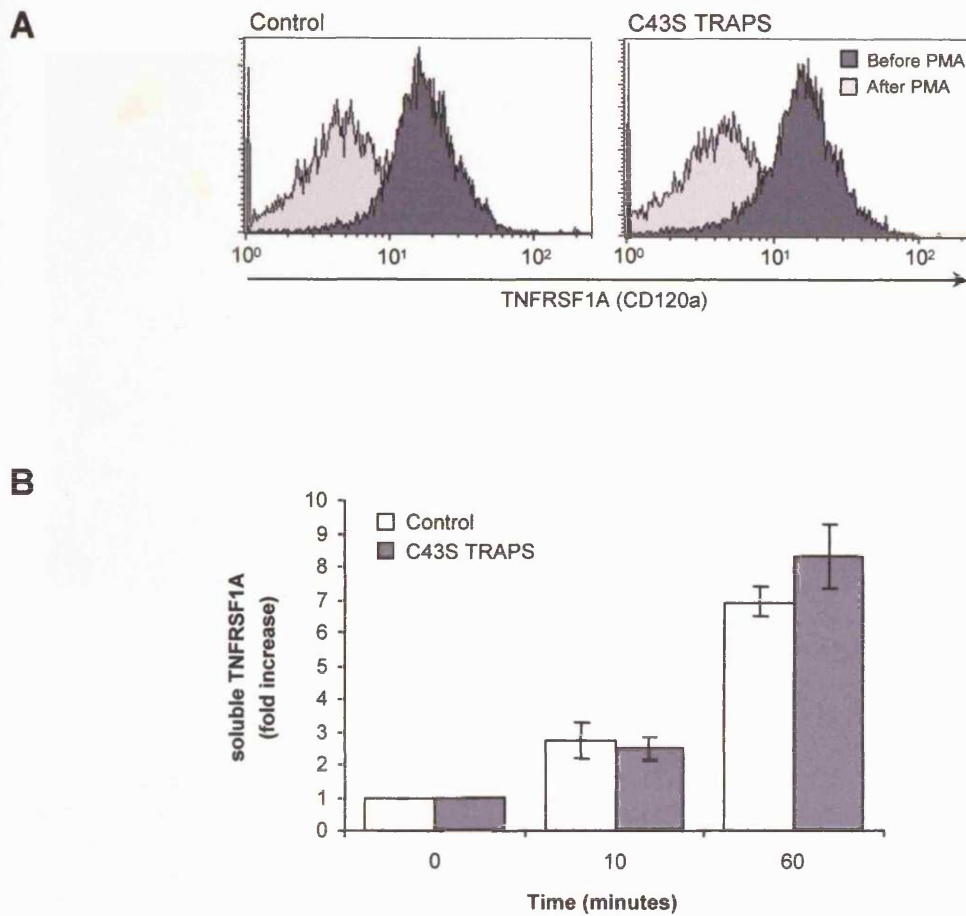 A
Control
C43S TRAPS
Before PMA
After PMA
10⁰ 10¹ 10² 10⁰ 10¹ 10²
TNFRSF1A (CD120a)
B
10
9
8
7
6
5
4
3
2
1
0
Control
C43S TRAPS
soluble TNFRSF1A
(fold increase)
0 10 60
Time (minutes)